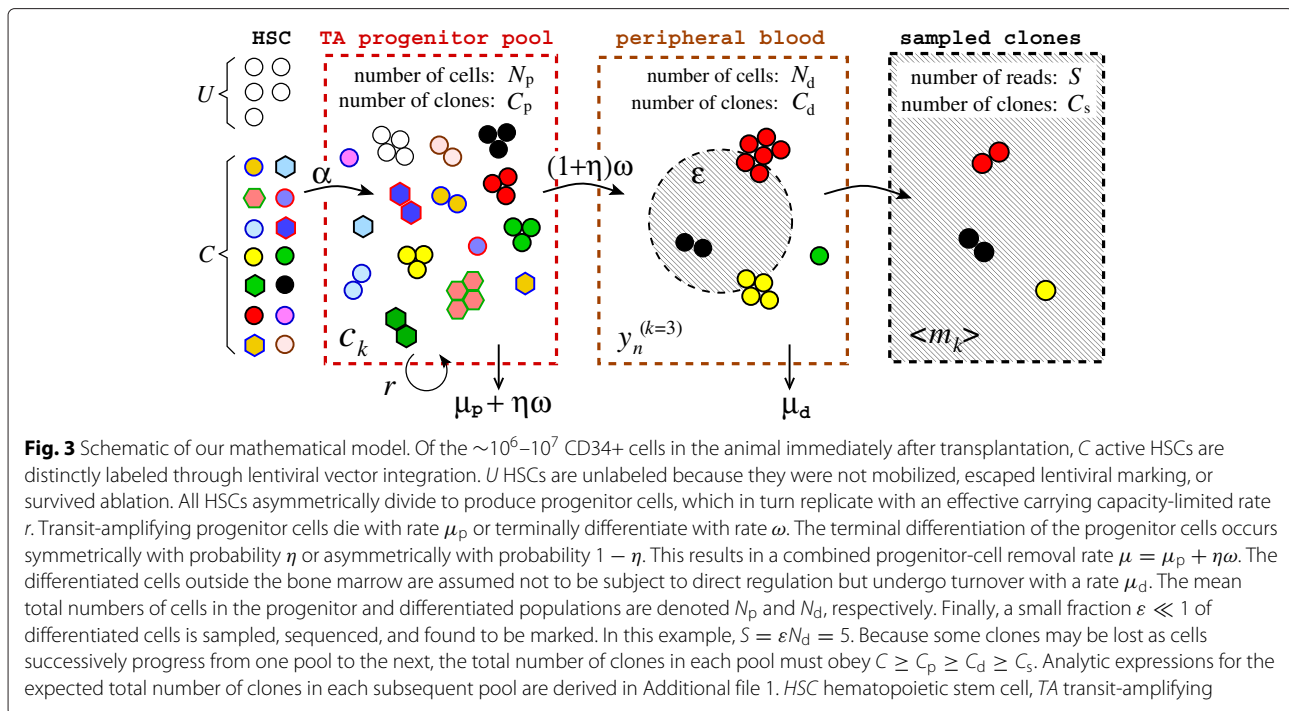 HSC
TA progenitor pool
peripheral blood
sampled clones
number of cells: Nₚ
number of clones: Cₚ
number of cells: N_d
number of clones: C_d
number of reads: S
number of clones: Cₛ
U
C
α
(1+η)ω
ε
c_k
r
μₚ + ηω
y_n^(k=3)
μ_d
<m_k>
Fig. 3 Schematic of our mathematical model. Of the ∼10⁶–10⁷ CD34+ cells in the animal immediately after transplantation, C active HSCs are
distinctly labeled through lentiviral vector integration. U HSCs are unlabeled because they were not mobilized, escaped lentiviral marking, or
survived ablation. All HSCs asymmetrically divide to produce progenitor cells, which in turn replicate with an effective carrying capacity-limited rate
r. Transit-amplifying progenitor cells die with rate μₚ or terminally differentiate with rate ω. The terminal differentiation of the progenitor cells occurs
symmetrically with probability η or asymmetrically with probability 1 − η. This results in a combined progenitor-cell removal rate μ = μₚ + ηω. The
differentiated cells outside the bone marrow are assumed not to be subject to direct regulation but undergo turnover with a rate μ_d. The mean
total numbers of cells in the progenitor and differentiated populations are denoted Nₚ and N_d, respectively. Finally, a small fraction ε ≪ 1 of
differentiated cells is sampled, sequenced, and found to be marked. In this example, S = εN_d = 5. Because some clones may be lost as cells
successively progress from one pool to the next, the total number of clones in each pool must obey C ≥ Cₚ ≥ C_d ≥ Cₛ. Analytic expressions for the
expected total number of clones in each subsequent pool are derived in Additional file 1. HSC hematopoietic stem cell, TA transit-amplifying